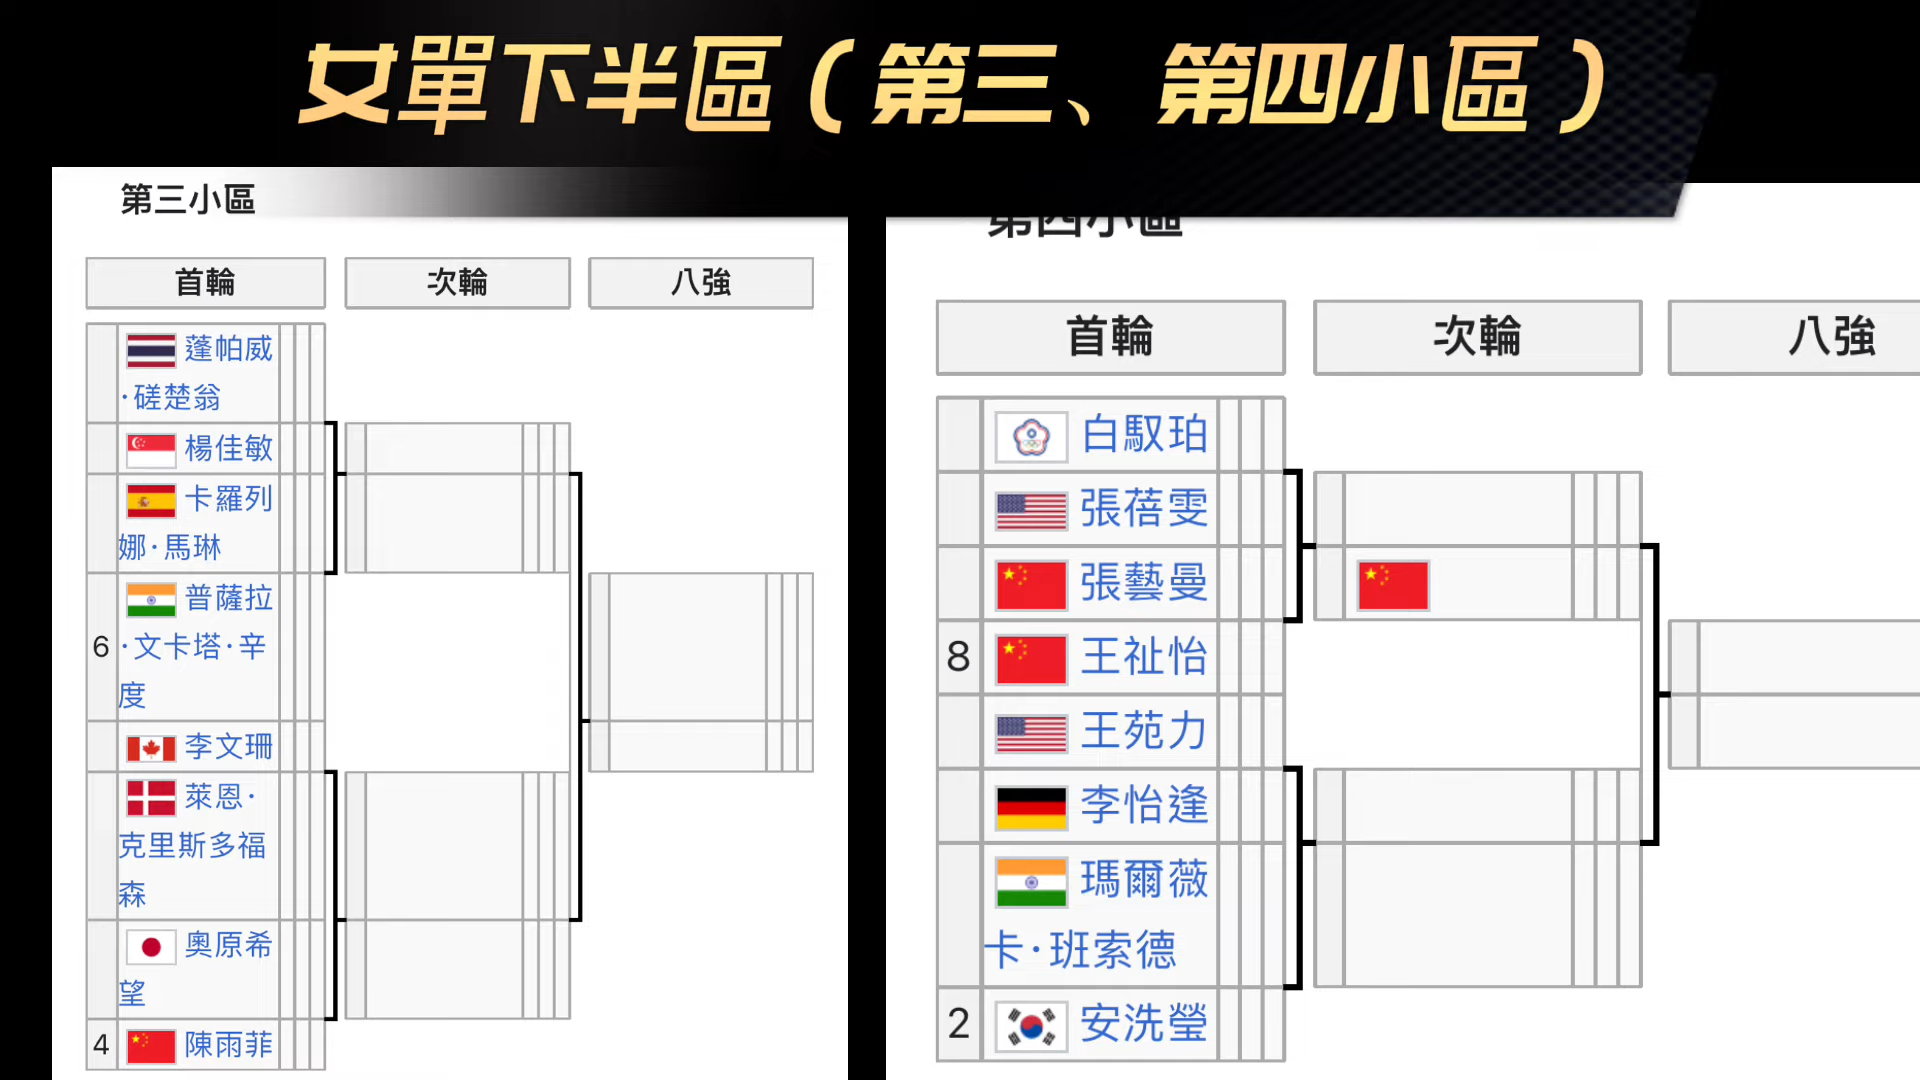 女單下半區(第三、第四小區)
第三小區
首輪
次輪
八強
蓬帕威
·磋楚翁
楊佳敏
卡羅列
娜·馬琳
普薩拉
6
·文卡塔·辛
度
李文珊
萊恩·
克里斯多福
森
奧原希
望
4
陳雨菲
第四小區
首輪
次輪
八強
白馭珀
張蓓雯
張藝曼
8
王祉怡
王苑力
李怡逢
瑪爾薇
卡·班索德
2
安洗瑩